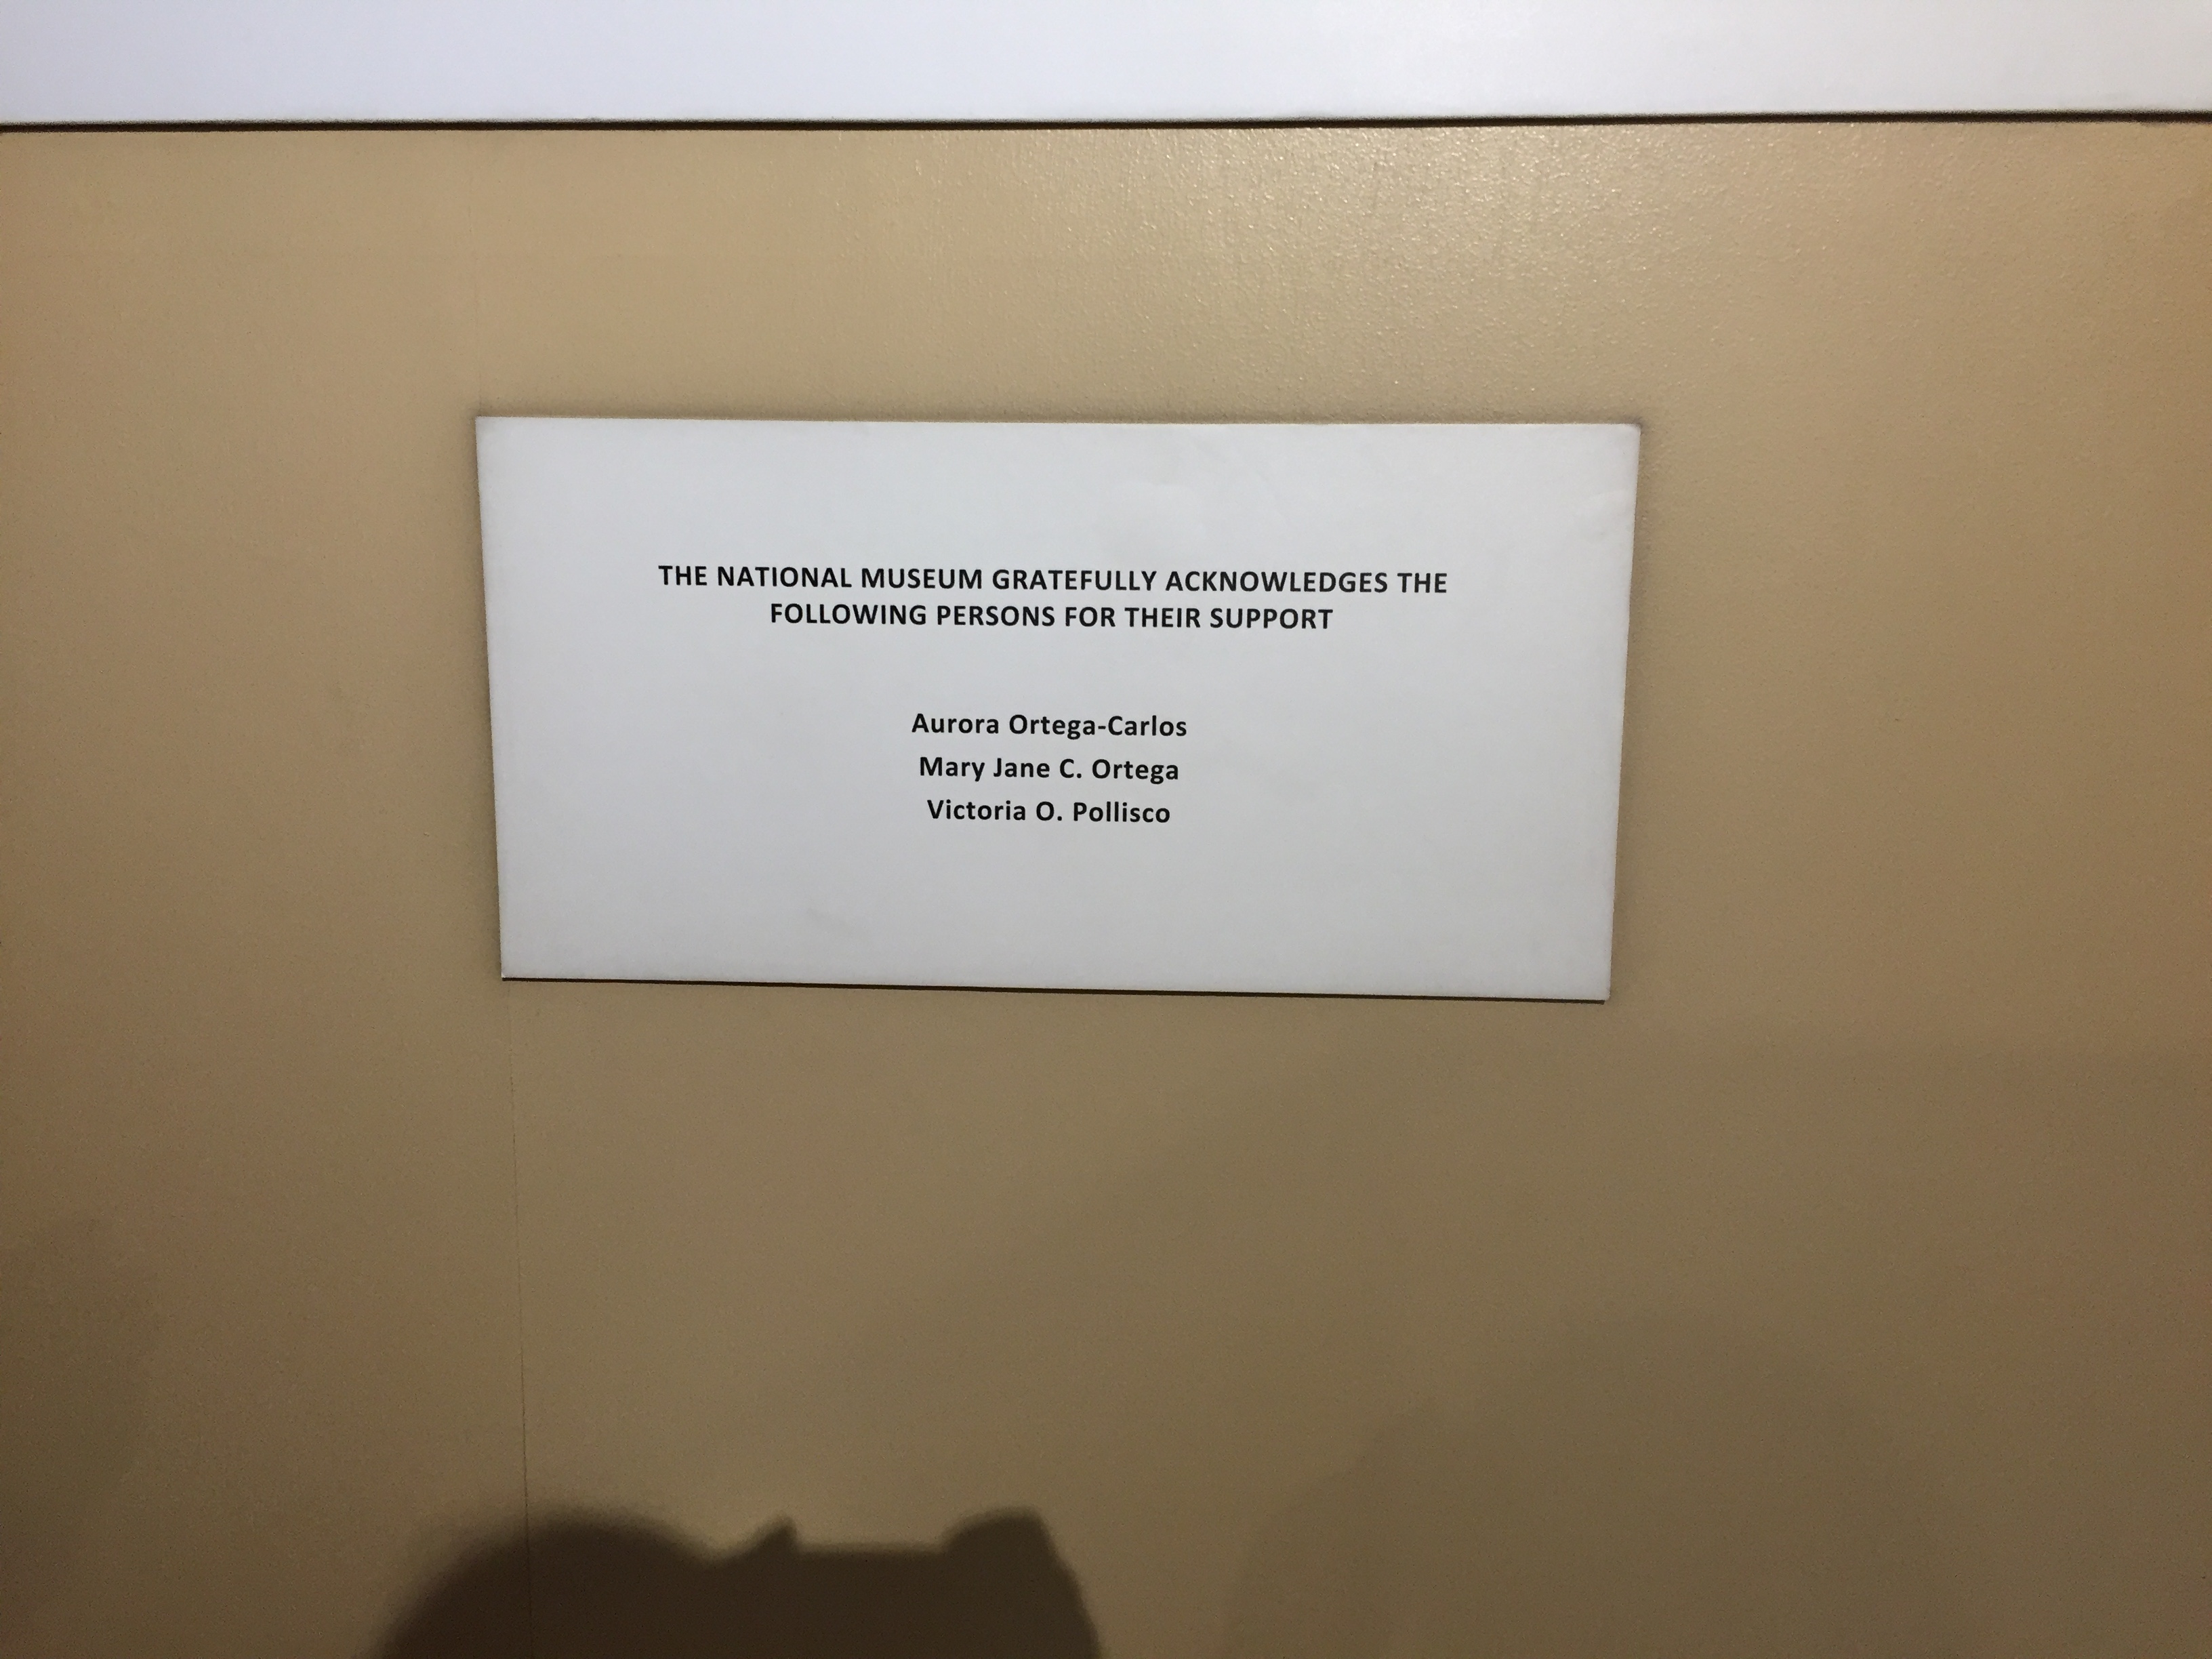 THE NATIONAL MUSEUM GRATEFULLY ACKNOWLEDGES THE
FOLLOWING PERSONS FOR THEIR SUPPORT
Aurora Ortega-Carlos
Mary Jane C. Ortega
Victoria O. Pollisco